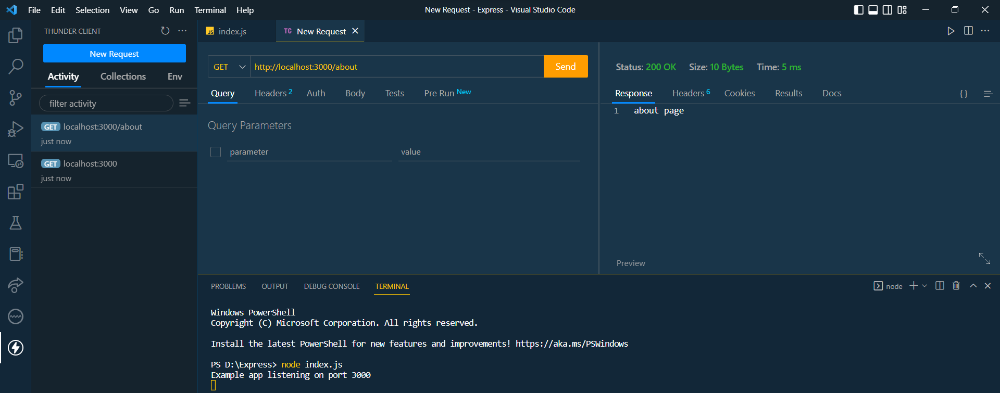 File Edit Selection View Go Run Terminal Help
New Request - Express - Visual Studio Code
THUNDER CLIENT
New Request
Activity Collections Env
filter activity
GET localhost:3000/about
just now
GET localhost:3000
just now
JS index.js
TC New Request
GET http://localhost:3000/about Send
Query Headers 2 Auth Body Tests Pre Run New
Query Parameters
parameter value
Status: 200 OK Size: 10 Bytes Time: 5 ms
Response Headers 6 Cookies Results Docs {}
1 about page
Preview
PROBLEMS OUTPUT DEBUG CONSOLE TERMINAL
node
Windows PowerShell
Copyright (C) Microsoft Corporation. All rights reserved.
Install the latest PowerShell for new features and improvements! https://aka.ms/PSWindows
PS D:\Express> node index.js
Example app listening on port 3000